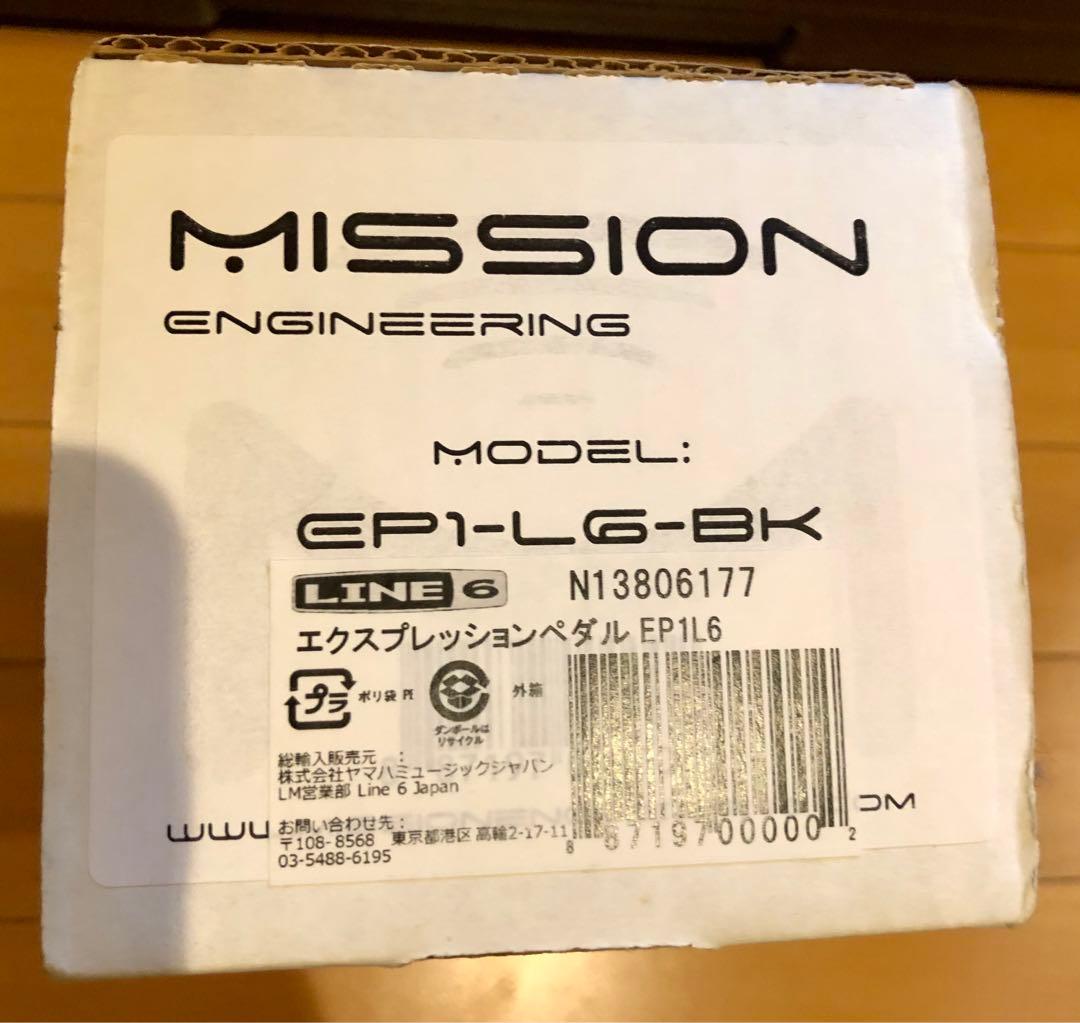 MISSION
ENGINEERING
MODEL:
EP1-L6-BK
LINE 6 N13806177
エクスプレッションペダル EP1L6
プラ ポリ袋 PE
ダンボールは
リサイクル
外箱
総輸入販売元 :
株式会社ヤマハミュージックジャパン
LM営業部 Line 6 Japan
お問い合わせ先:
〒108-8568 東京都港区 高輪2-17-11
03-5488-6195
8 67197 00000 2